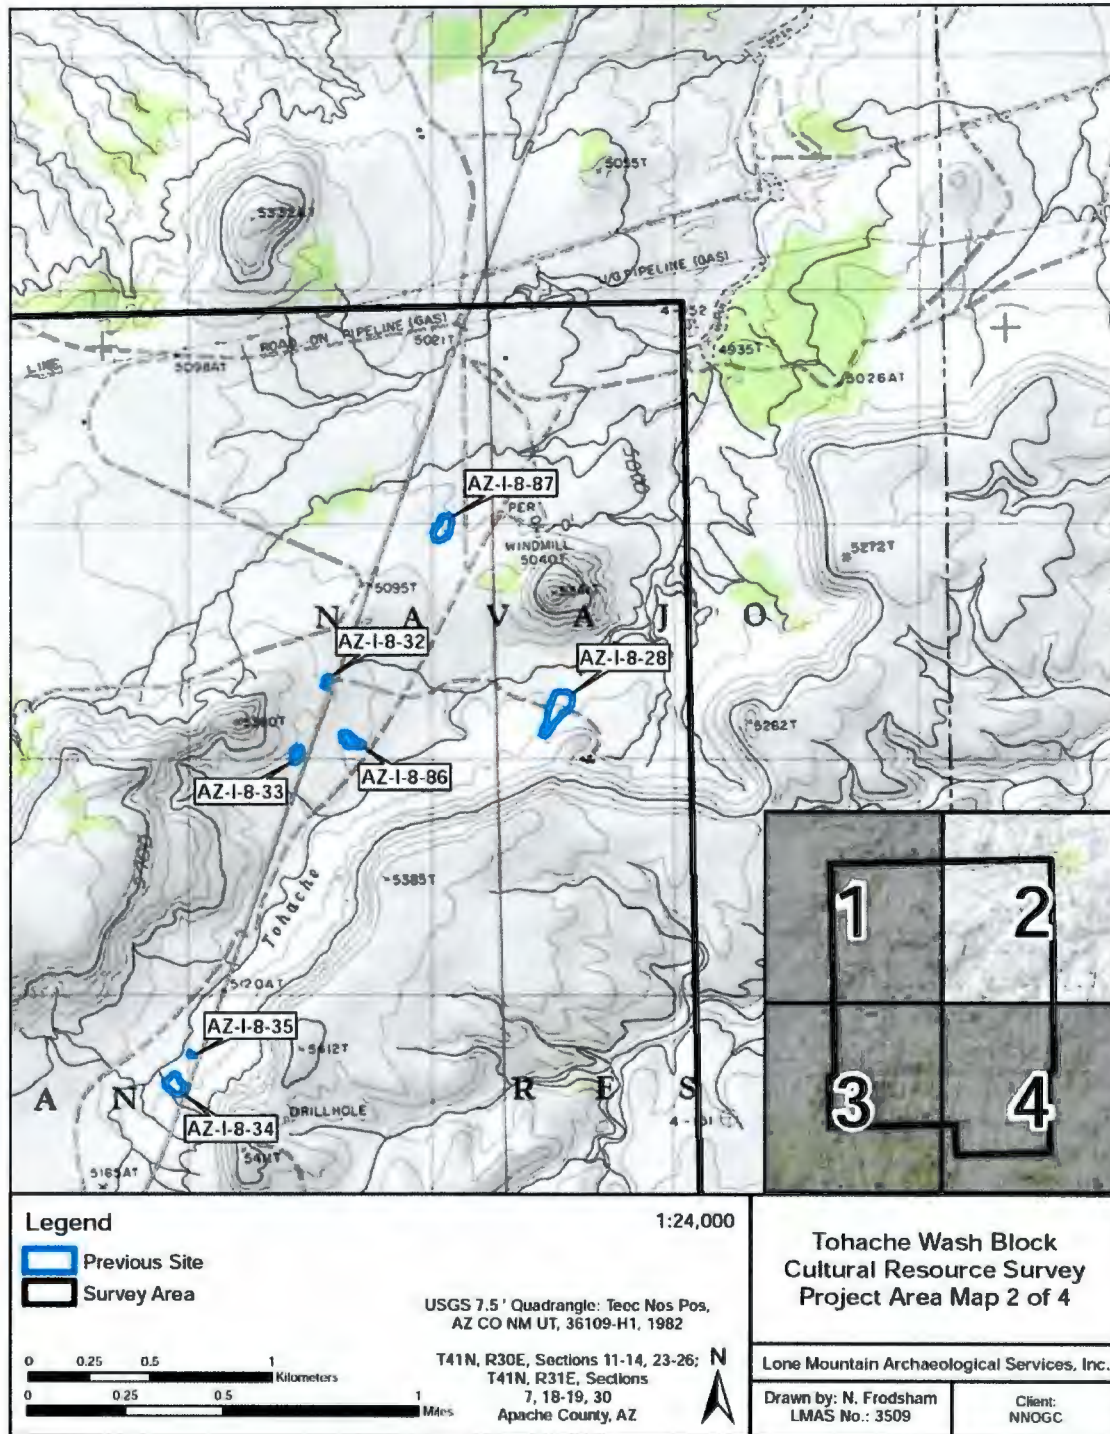 5332AT
5055T
U/G PIPELINE (GAS)
ROAD ON PIPELINE (GAS)
5021T
LINE
5098AT
4935T
5026AT
5000
AZ-I-8-87
WINDMILL
5040T
5272T
5095T
N A V A J O
AZ-I-8-32
AZ-I-8-28
5262T
AZ-I-8-33
AZ-I-8-86
5400
5385T
Tohache
5120AT
AZ-I-8-35
5612T
A N R E S
AZ-I-8-34
DRILLHOLE
5165AT
1
2
3
4
Legend
1:24,000
Previous Site
Survey Area
USGS 7.5 ' Quadrangle: Teec Nos Pos,
AZ CO NM UT, 36109-H1, 1982
T41N, R30E, Sections 11-14, 23-26;
T41N, R31E, Sections
7, 18-19, 30
Apache County, AZ
N
0 0.25 0.5 1
Kilometers
0 0.25 0.5 1
Miles
Tohache Wash Block
Cultural Resource Survey
Project Area Map 2 of 4
Lone Mountain Archaeological Services, Inc.
Drawn by: N. Frodsham
LMAS No.: 3509
Client:
NNOGC